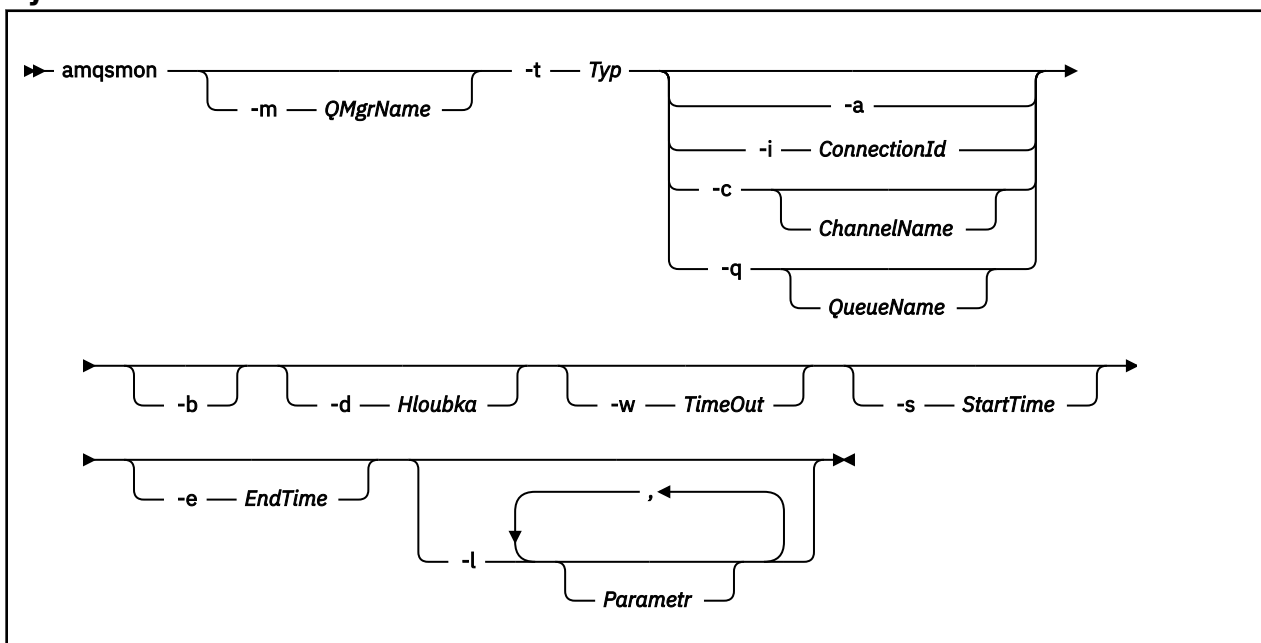 amqsmon -t Typ
-m QMgrName -a
-i ConnectionId
-c
ChannelName
-q
QueueName
-b -d Hloubka -w TimeOut -s StartTime
-e EndTime ,
-l
Parametr